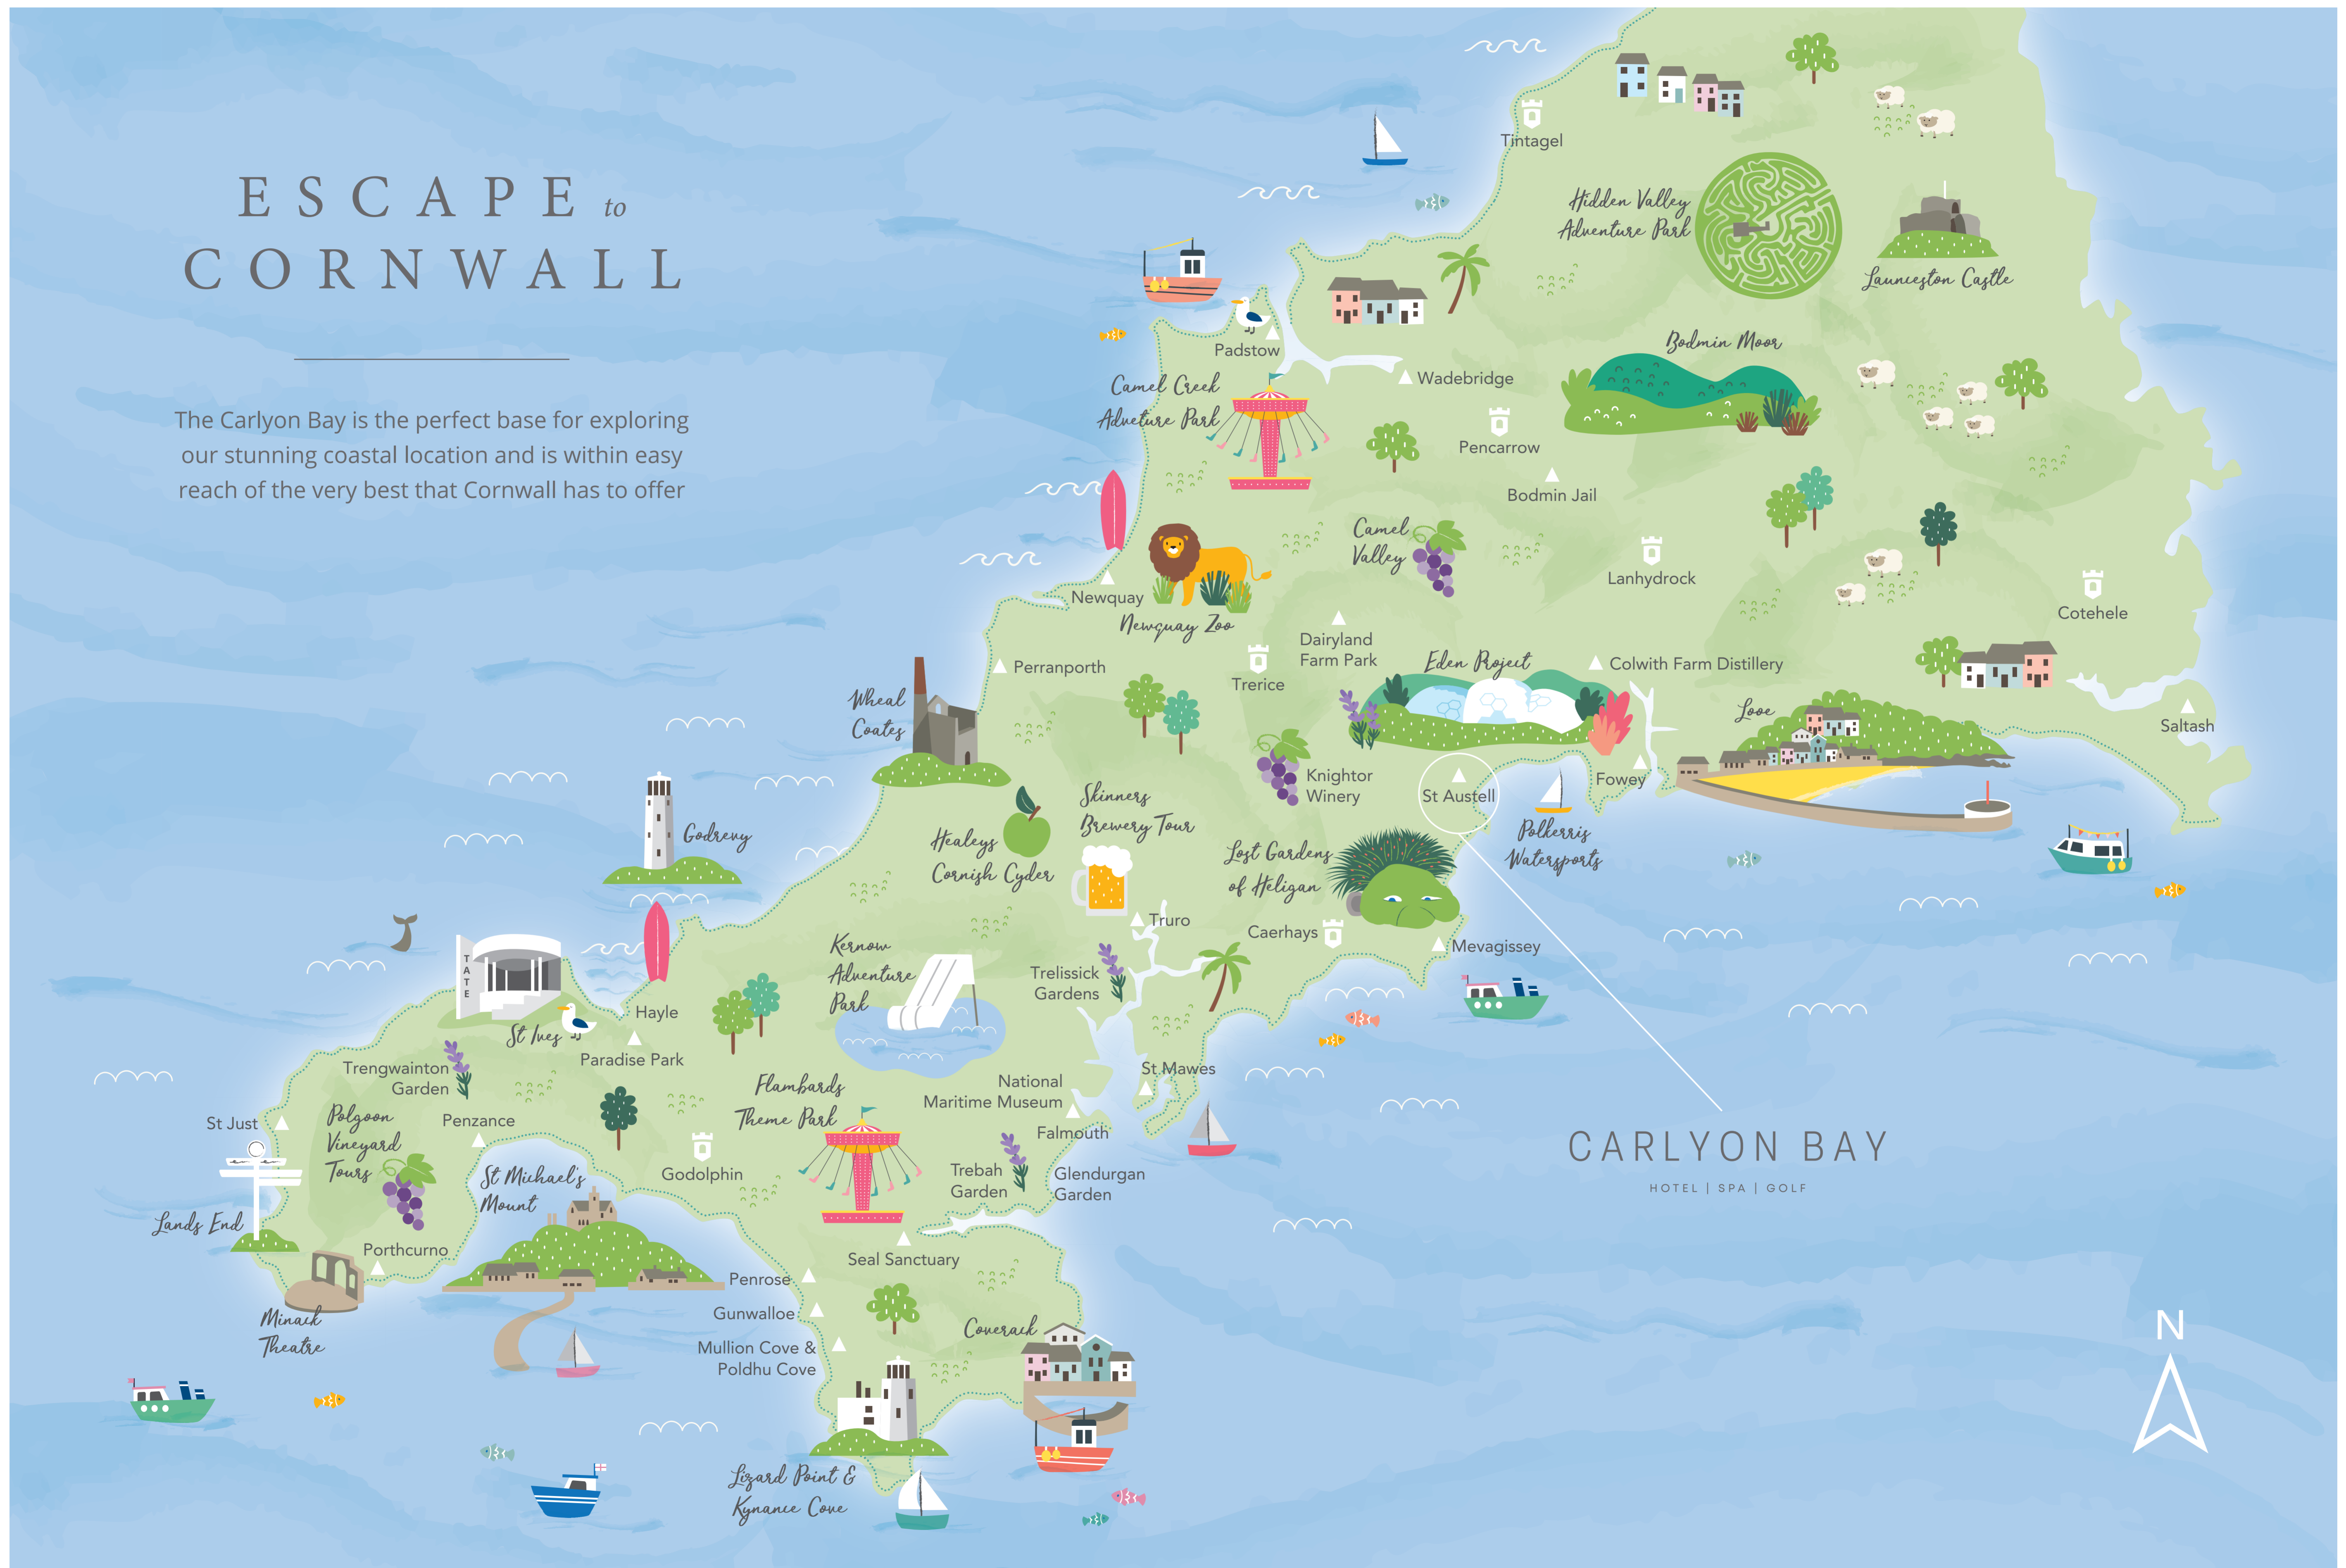 ESCAPE to
CORNWALL
The Carlyon Bay is the perfect base for exploring
our stunning coastal location and is within easy
reach of the very best that Cornwall has to offer
Tintagel
Hidden Valley
Adventure Park
Launceston Castle
Padstow
Bodmin Moor
Camel Creek
Adveture Park
Wadebridge
Pencarrow
Bodmin Jail
Camel
Valley
Lanhydrock
Newquay
Newquay Zoo
Cotehele
Dairyland
Farm Park
Perranporth
Trerice
Eden Project
Colwith Farm Distillery
Wheal
Coates
Looe
Saltash
Knightor
Winery
St Austell
Fowey
Godrevy
Skinners
Brewery Tour
Healeys
Cornish Cyder
Polkerris
Watersports
Lost Gardens
of Heligan
Truro
Caerhays
Mevagissey
TATE
Kernow
Adventure
Park
Trelissick
Gardens
St Ives
Hayle
Paradise Park
Trengwainton
Garden
St Mawes
National
Maritime Museum
Flambards
Theme Park
St Just
Polgoon
Vineyard
Tours
Penzance
Falmouth
CARLYON BAY
HOTEL | SPA | GOLF
St Michael's
Mount
Godolphin
Trebah
Garden
Glendurgan
Garden
Lands End
Porthcurno
Seal Sanctuary
Penrose
Gunwalloe
Minack
Theatre
Mullion Cove &
Poldhu Cove
Coverack
N
Lizard Point &
Kynance Cove